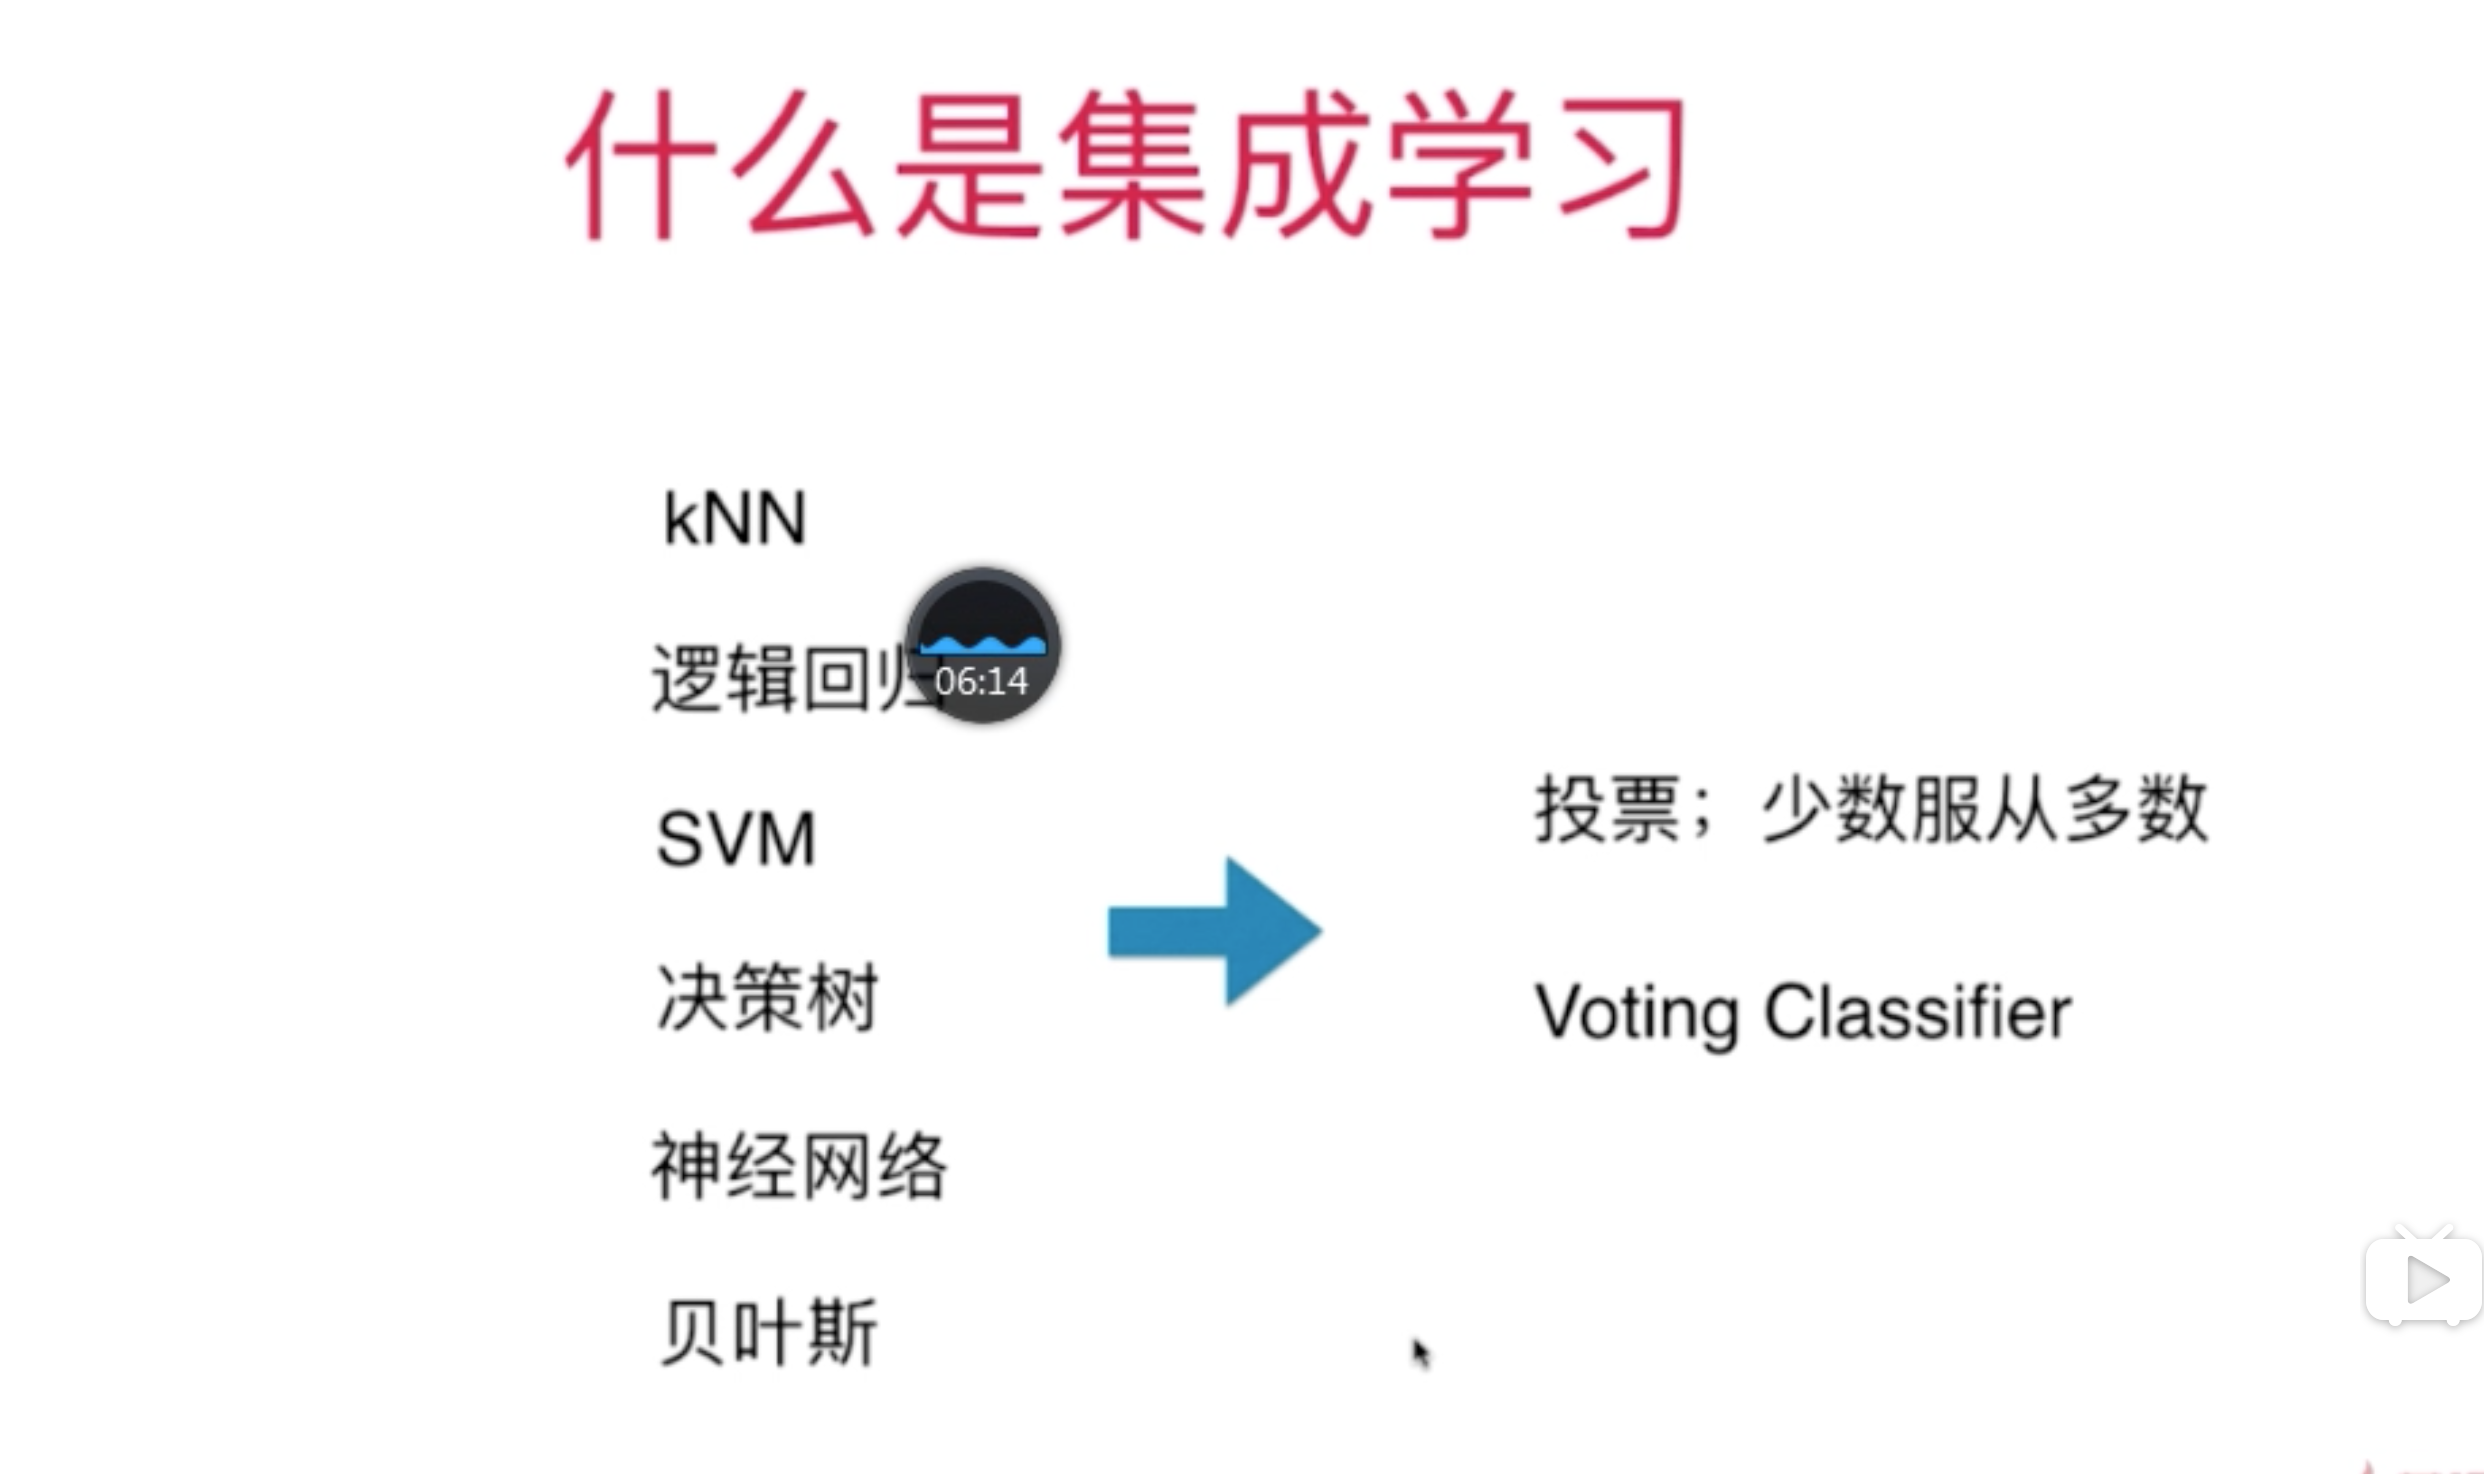 什么是集成学习
kNN
逻辑回归
06:14
SVM
决策树
神经网络
贝叶斯
投票；少数服从多数
Voting Classifier